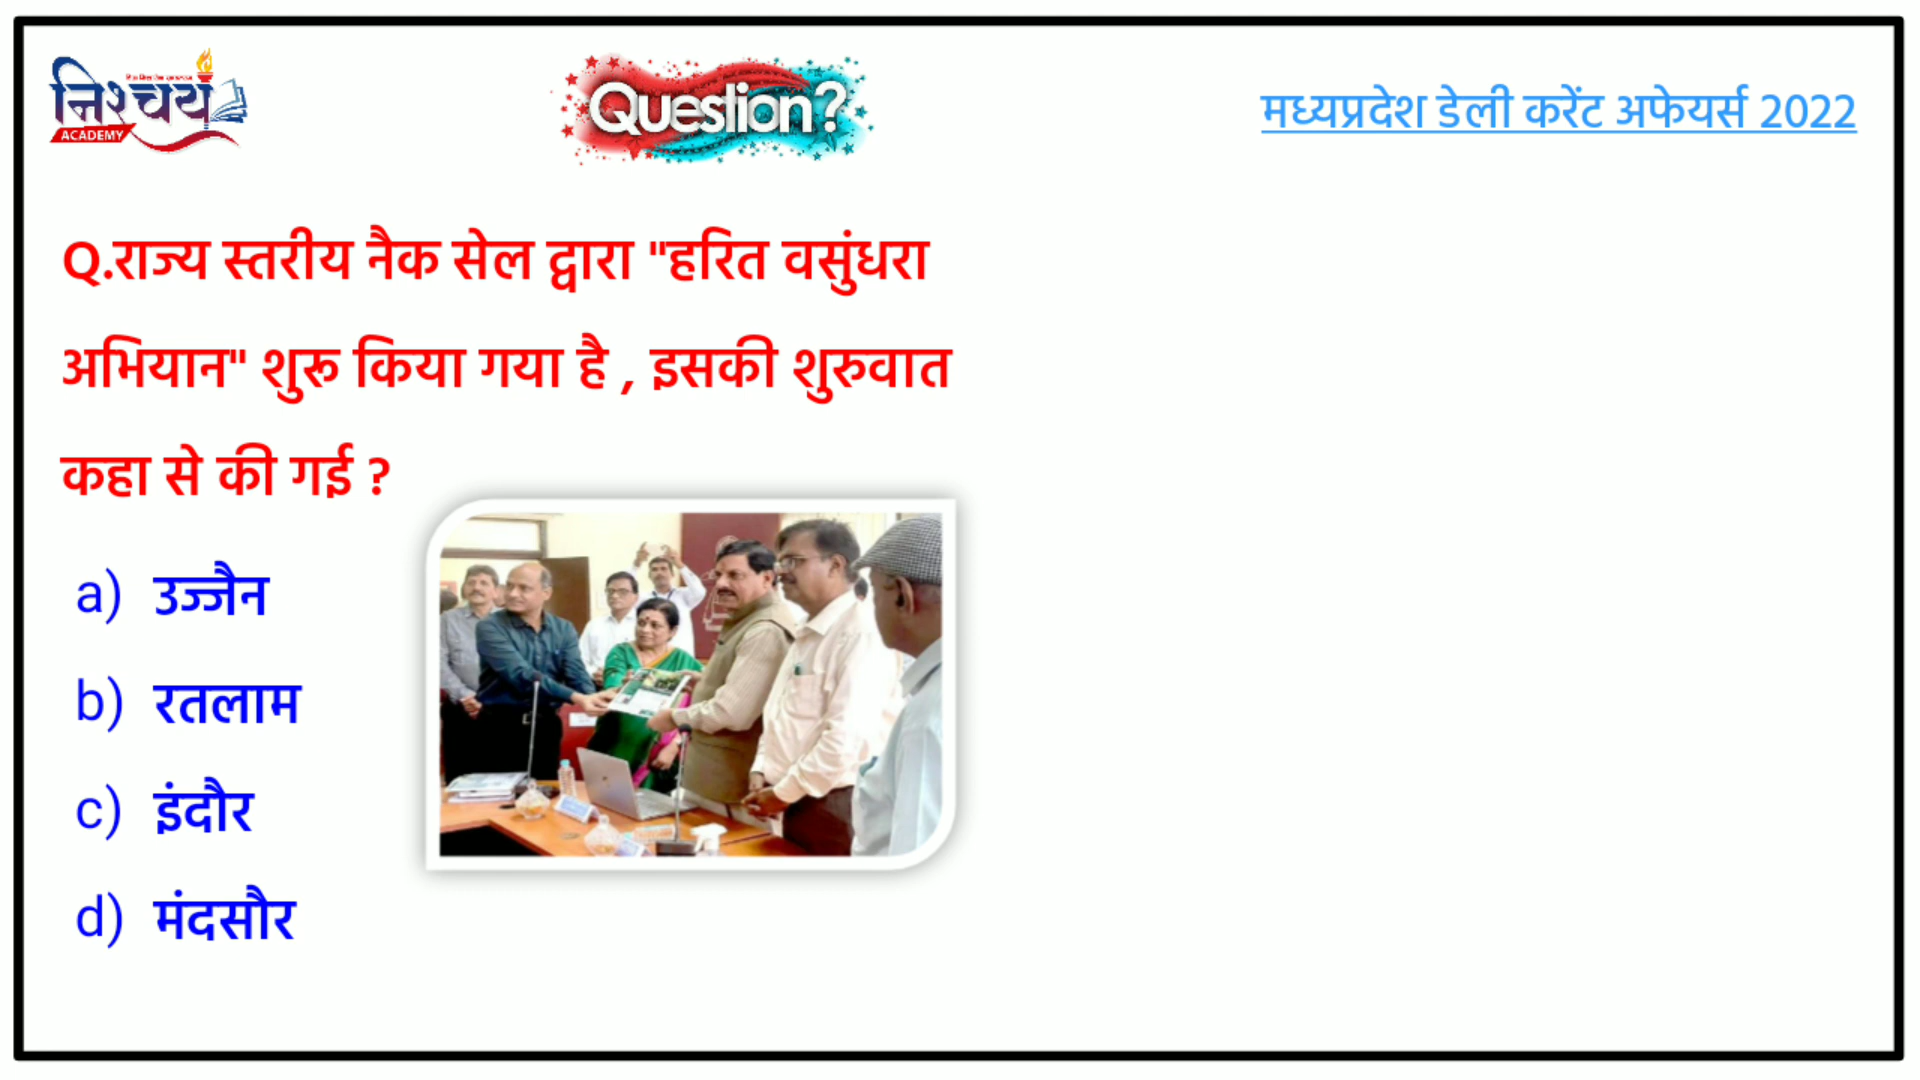 निश्चय
ACADEMY
Question?
मध्यप्रदेश डेली करेंट अफेयर्स 2022
Q.राज्य स्तरीय नैक सेल द्वारा "हरित वसुंधरा
अभियान" शुरू किया गया है , इसकी शुरुवात
कहा से की गई ?
a) उज्जैन
b) रतलाम
c) इंदौर
d) मंदसौर